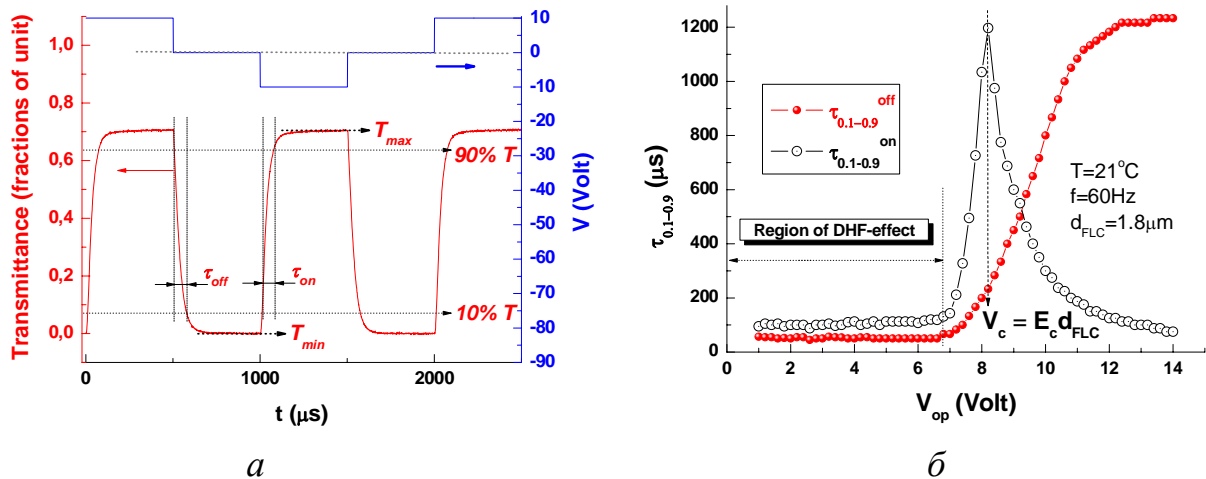 Transmittance (fractions of unit)
1,0
0,8
0,6
0,4
0,2
0,0
0
1000
2000
t (μs)
10
0
-10
-20
-30
-40
-50
-60
-70
-80
-90
V (Volt)
T_max
90% T
τ_off
τ_on
10% T
T_min
а
τ_0.1–0.9 (μs)
1200
1000
800
600
400
200
0
0
2
4
6
8
10
12
14
V_op (Volt)
τ_0.1–0.9^off
τ_0.1-0.9^on
T=21°C
f=60Hz
d_FLC=1.8μm
Region of DHF-effect
V_c = E_c d_FLC
б